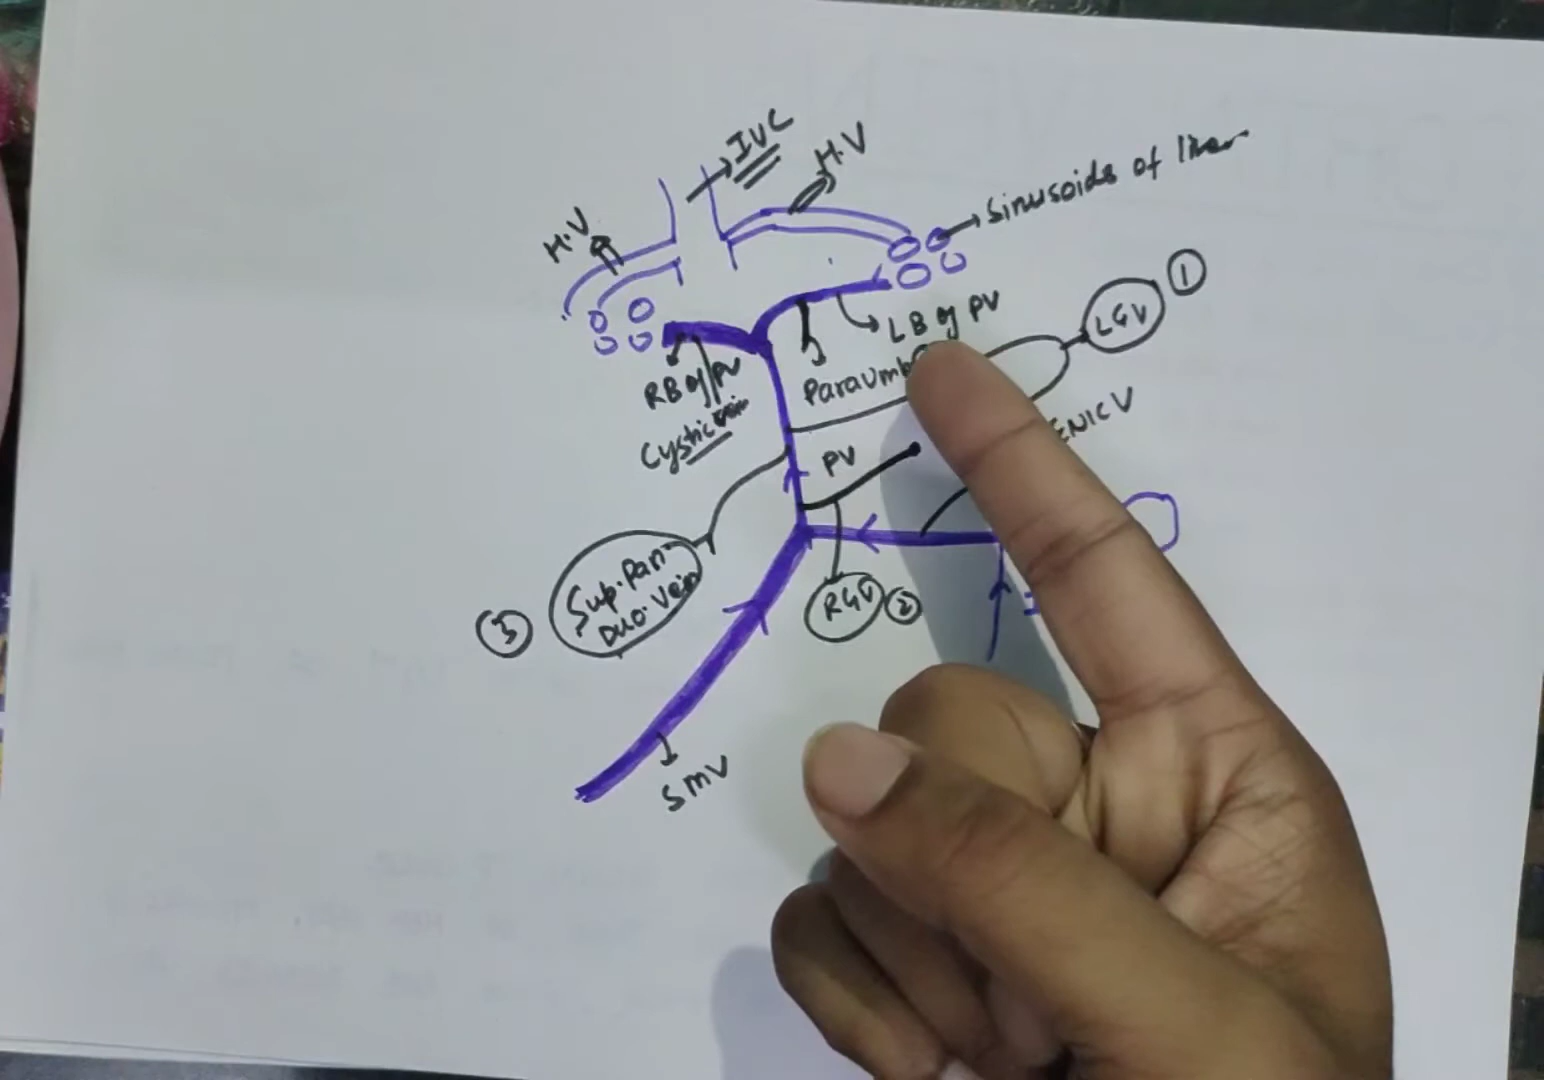 IVC
H.V
H.V
Sinusoids of liver
1
LGV
LB of PV
RB of PV
Cystic vein
PV
Sup. Pan
Duo. Vein
3
RGV
2
SMV